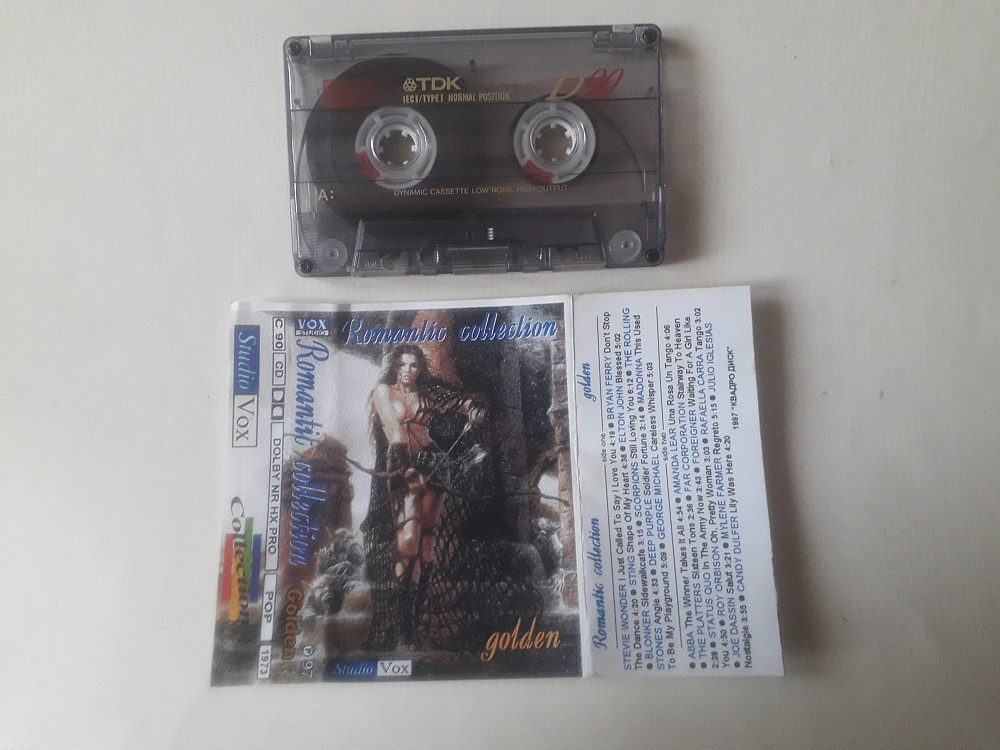 TDK
IECI/TYPE I NORMAL POSITION
D90
A:
DYNAMIC CASSETTE LOW NOISE HIGH OUTPUT
Studio Vox
Collection
C 90
CD
DOLBY NR HX PRO
POP
1973
VOX
STUDIO
Romantic collection
Golden
Romantic collection
golden
Studio Vox
Romantic collection golden
side one
STEVIE WONDER I Just Called To Say I Love You 4:19 ● BRYAN FERRY Don't Stop
The Dance 4:20 ● STING Shape Of My Heart 4:38 ● ELTON JOHN Blessed 5:02
● BLONKER Sidewalkcafe 3:15 ● SCORPIONS Still Loving You 6:12 ● THE ROLLING
STONES Angie 4:33 ● DEEP PURPLE Soldier Fortune 3:14 ● MADONNA This Used
To Be My Playground 5:09 ● GEORGE MICHAEL Careless Whisper 5:03
side two
● ABBA The Winner Takes It All 4:54 ● AMANDA LEAR Una Rosa Un Tango 4:06
● THE PLATTERS Sixteen Tons 2:36 ● FAR CORPORATION Stairway To Heaven
2:28 ● STATUS QUO In The Army Now 3:43 ● FOREIGNER Waiting For A Girl Like
You 4:50 ● ROY ORBISON Oh, Pretty Woman 3:03 ● RAFAELLA CARRA Tango 3:02
● JOE DASSIN Salut 3:21 ● MYLENE FARMER Regreto 5:15 ● JULIO IGLESIAS
Nostalgie 3:55 ● CANDY DULFER Lily Was Here 4:20
1997 "КВАДРО ДИСК"